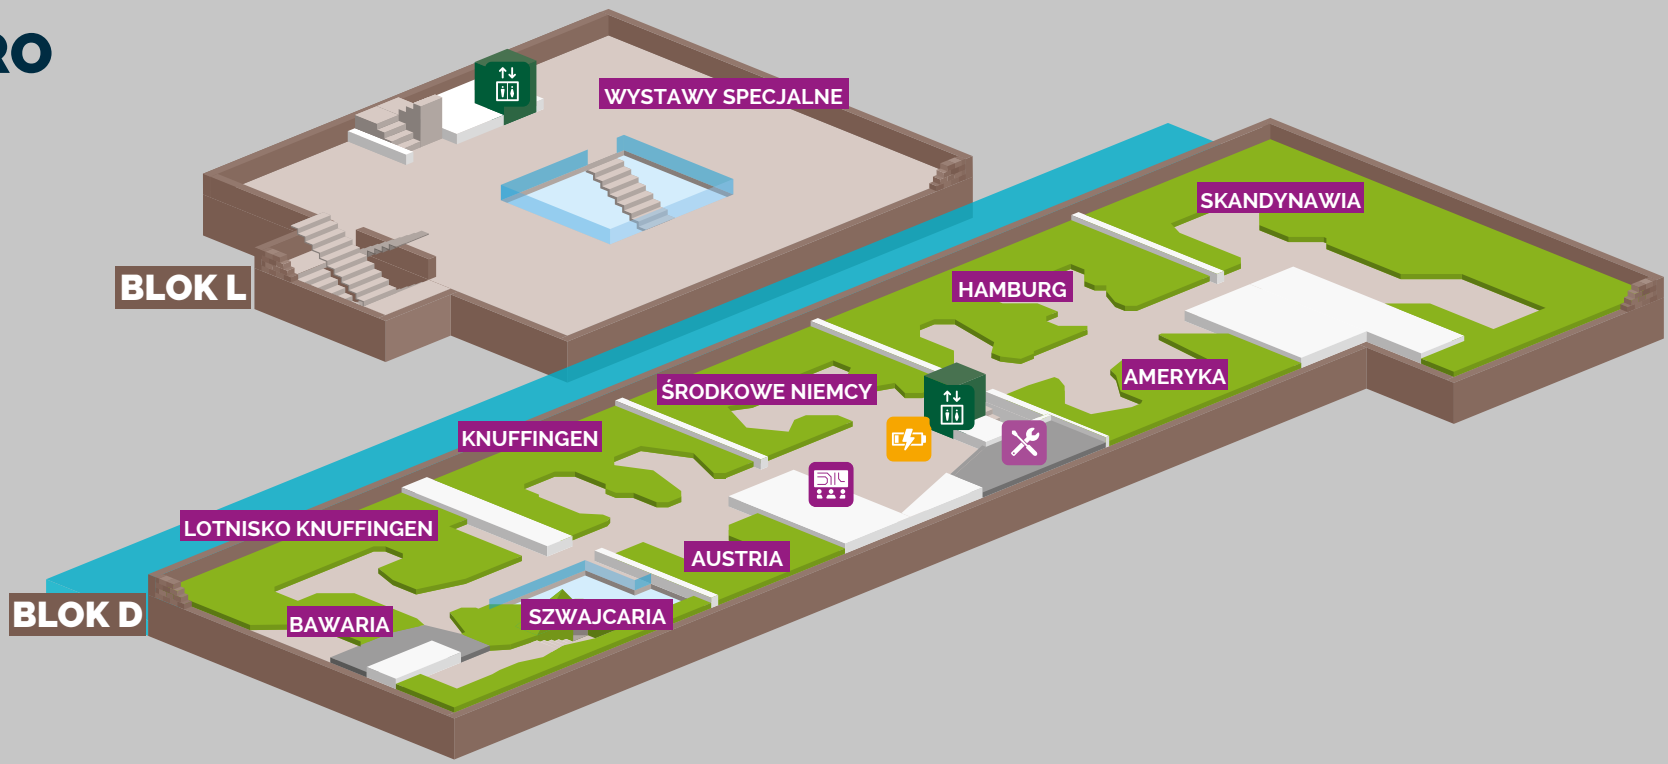 RO
WYSTAWY SPECJALNE
SKANDYNAWIA
BLOK L
HAMBURG
AMERYKA
ŚRODKOWE NIEMCY
KNUFFINGEN
LOTNISKO KNUFFINGEN
AUSTRIA
BLOK D
BAWARIA
SZWAJCARIA